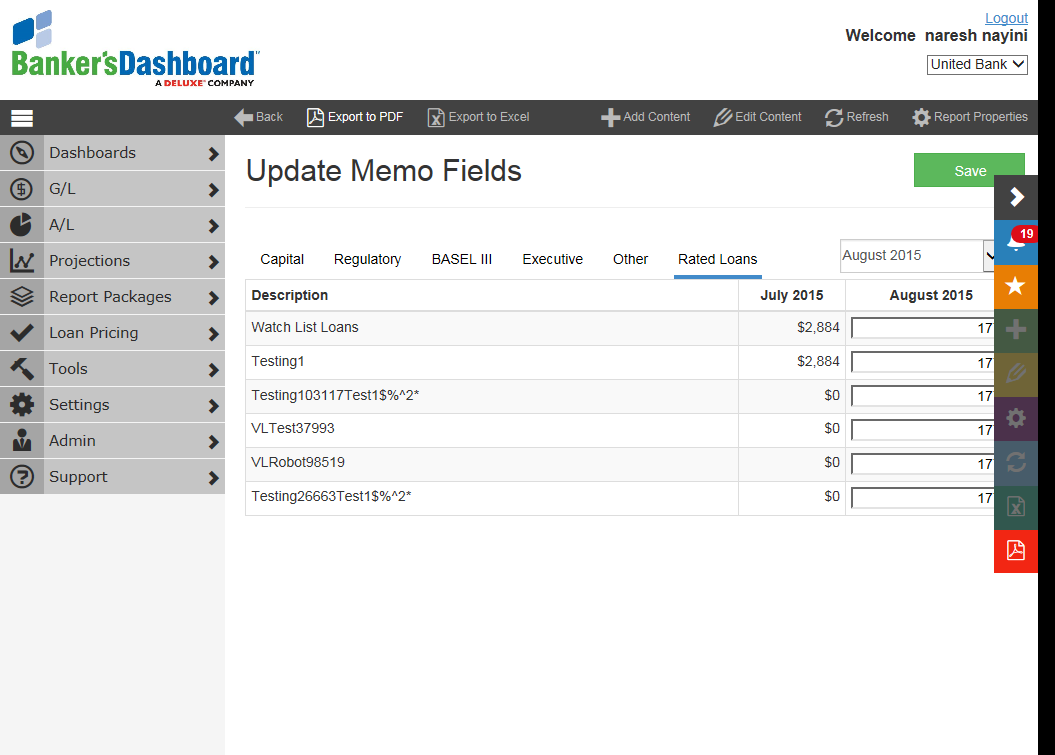 Logout
Welcome naresh nayini
United Bank
Banker'sDashboard
A DELUXE COMPANY
Back
Export to PDF
Export to Excel
Add Content
Edit Content
Refresh
Report Properties
Dashboards
G/L
A/L
Projections
Report Packages
Loan Pricing
Tools
Settings
Admin
Support
Update Memo Fields
Save
19
Capital Regulatory BASEL III Executive Other Rated Loans
August 2015
Description July 2015 August 2015
Watch List Loans $2,884 17
Testing1 $2,884 17
Testing103117Test1$%^2* $0 17
VLTest37993 $0 17
VLRobot98519 $0 17
Testing26663Test1$%^2* $0 17